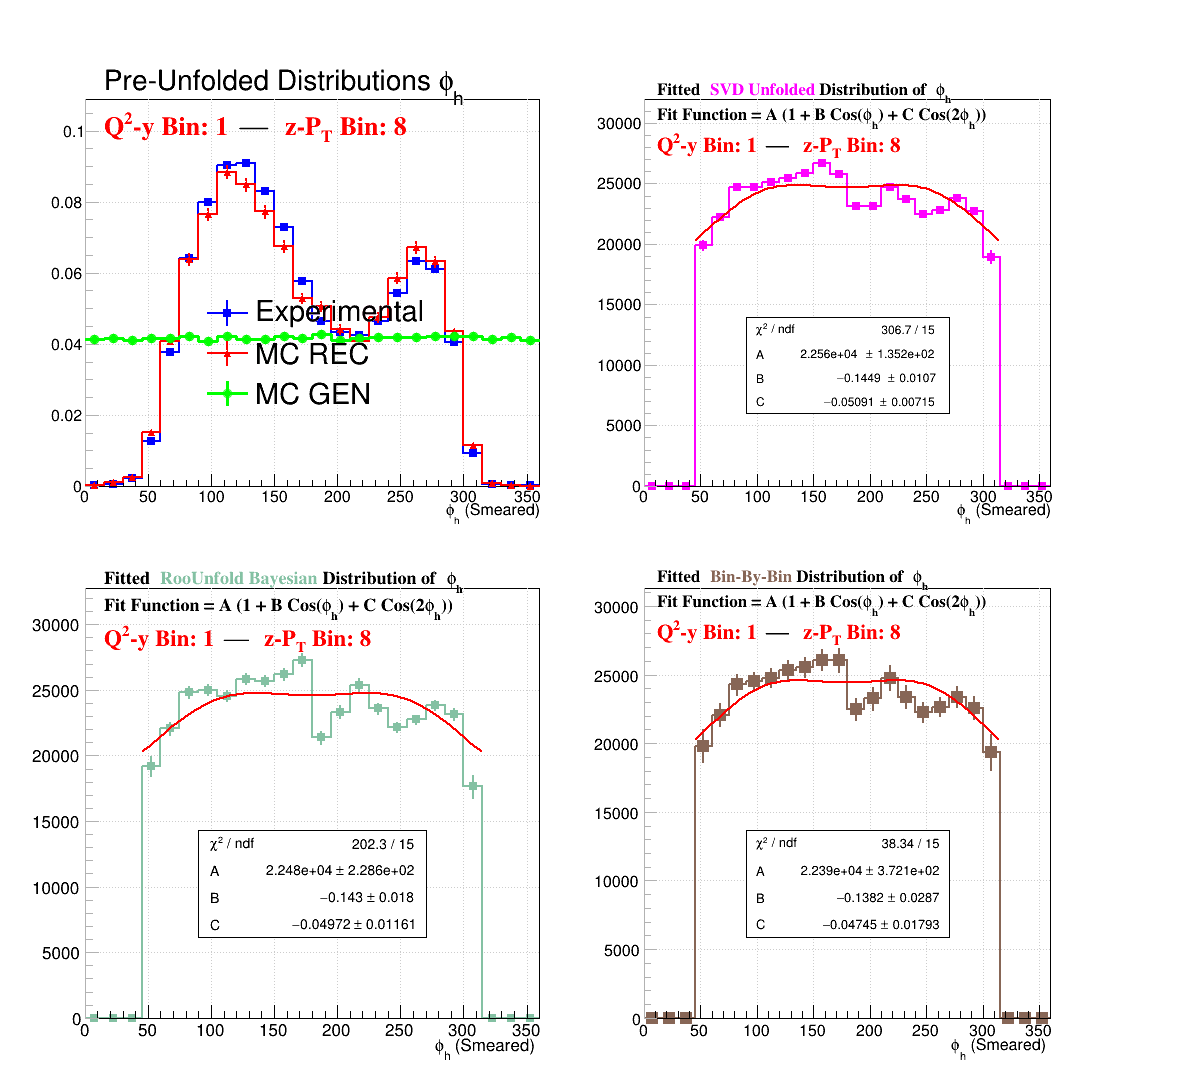 Pre-Unfolded Distributions ϕh
Q²-y Bin: 1 — z-PT Bin: 8
0.1
0.08
0.06
0.04
0.02
0
Experimental
MC REC
MC GEN
0 50 100 150 200 250 300 350
ϕh (Smeared)
Fitted SVD Unfolded Distribution of ϕh
Fit Function = A (1 + B Cos(ϕh) + C Cos(2ϕh))
Q²-y Bin: 1 — z-PT Bin: 8
30000
25000
20000
15000
10000
5000
0
χ² / ndf 306.7 / 15
A 2.256e+04 ± 1.352e+02
B −0.1449 ± 0.0107
C −0.05091 ± 0.00715
0 50 100 150 200 250 300 350
ϕh (Smeared)
Fitted RooUnfold Bayesian Distribution of ϕh
Fit Function = A (1 + B Cos(ϕh) + C Cos(2ϕh))
Q²-y Bin: 1 — z-PT Bin: 8
30000
25000
20000
15000
10000
5000
0
χ² / ndf 202.3 / 15
A 2.248e+04 ± 2.286e+02
B −0.143 ± 0.018
C −0.04972 ± 0.01161
0 50 100 150 200 250 300 350
ϕh (Smeared)
Fitted Bin-By-Bin Distribution of ϕh
Fit Function = A (1 + B Cos(ϕh) + C Cos(2ϕh))
Q²-y Bin: 1 — z-PT Bin: 8
30000
25000
20000
15000
10000
5000
0
χ² / ndf 38.34 / 15
A 2.239e+04 ± 3.721e+02
B −0.1382 ± 0.0287
C −0.04745 ± 0.01793
0 50 100 150 200 250 300 350
ϕh (Smeared)